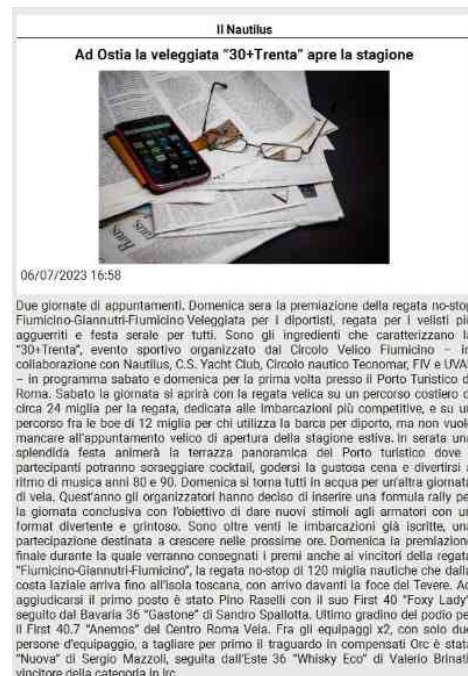 Il Nautilus
Ad Ostia la veleggiata "30+Trenta" apre la stagione
06/07/2023 16:58
Due giornate di appuntamenti. Domenica sera la premiazione della regata no-stop
Fiumicino-Giannutri-Fiumicino Veleggiata per i diportisti, regata per i velisti più
agguerriti e festa serale per tutti. Sono gli ingredienti che caratterizzano la
"30+Trenta", evento sportivo organizzato dal Circolo Velico Fiumicino – in
collaborazione con Nautilus, C.S. Yacht Club, Circolo nautico Tecnomar, FIV e UVAI
– in programma sabato e domenica per la prima volta presso il Porto Turistico di
Roma. Sabato la giornata si aprirà con la regata velica su un percorso costiero di
circa 24 miglia per la regata, dedicata alle imbarcazioni più competitive, e su un
percorso fra le boe di 12 miglia per chi utilizza la barca per diporto, ma non vuole
mancare all'appuntamento velico di apertura della stagione estiva. In serata una
splendida festa animerà la terrazza panoramica del Porto turistico dove i
partecipanti potranno sorseggiare cocktail, godersi la gustosa cena e divertirsi a
ritmo di musica anni 80 e 90. Domenica si torna tutti in acqua per un'altra giornata
di vela. Quest'anno gli organizzatori hanno deciso di inserire una formula rally per
la giornata conclusiva con l'obiettivo di dare nuovi stimoli agli armatori con un
format divertente e grintoso. Sono oltre venti le imbarcazioni già iscritte, una
partecipazione destinata a crescere nelle prossime ore. Domenica la premiazione
finale durante la quale verranno consegnati i premi anche ai vincitori della regata
"Fiumicino-Giannutri-Fiumicino", la regata no-stop di 120 miglia nautiche che dalla
costa laziale arriva fino all'isola toscana, con arrivo davanti la foce del Tevere. Ad
aggiudicarsi il primo posto è stato Pino Raselli con il suo First 40 "Foxy Lady",
seguito dal Bavaria 36 "Gastone" di Sandro Spallotta. Ultimo gradino del podio per
il First 40.7 "Anemos" del Centro Roma Vela. Fra gli equipaggi x2, con solo due
persone d'equipaggio, a tagliare per primo il traguardo in compensati Orc è stata
"Nuova" di Sergio Mazzoli, seguita dall'Este 36 "Whisky Eco" di Valerio Brinati
vincitore della categoria in Irc.